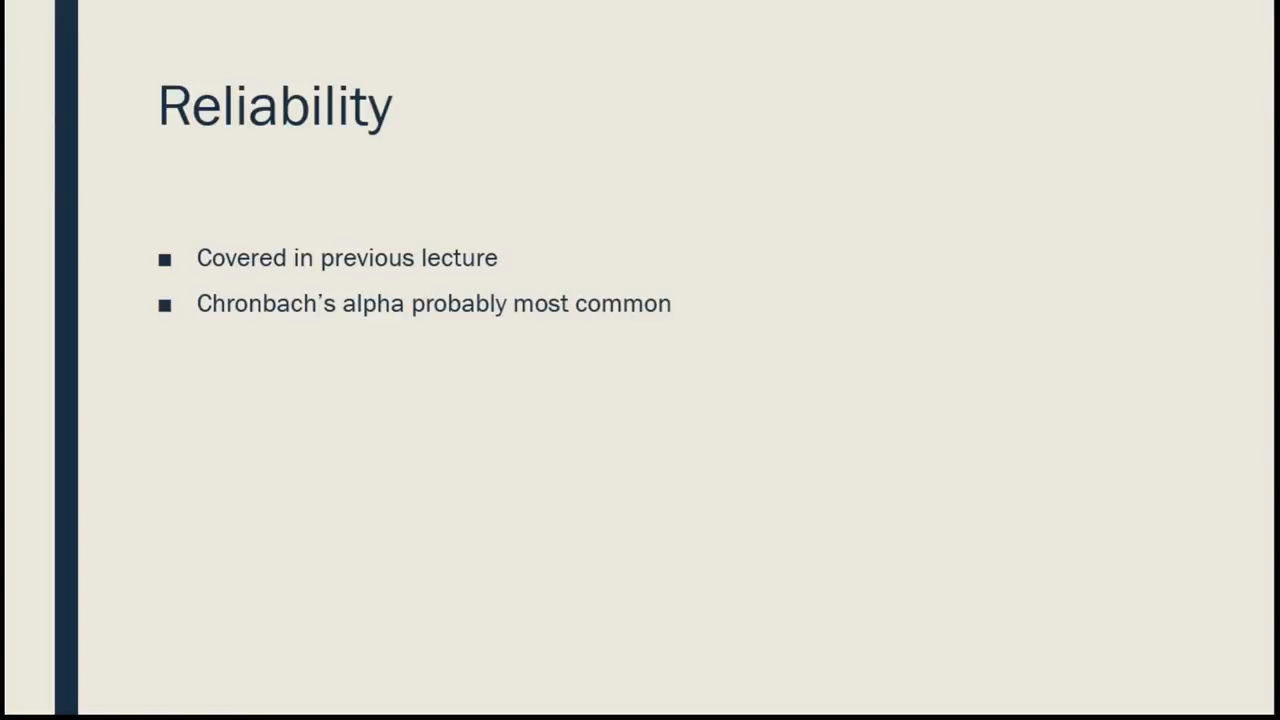 Reliability
■ Covered in previous lecture
■ Chronbach’s alpha probably most common